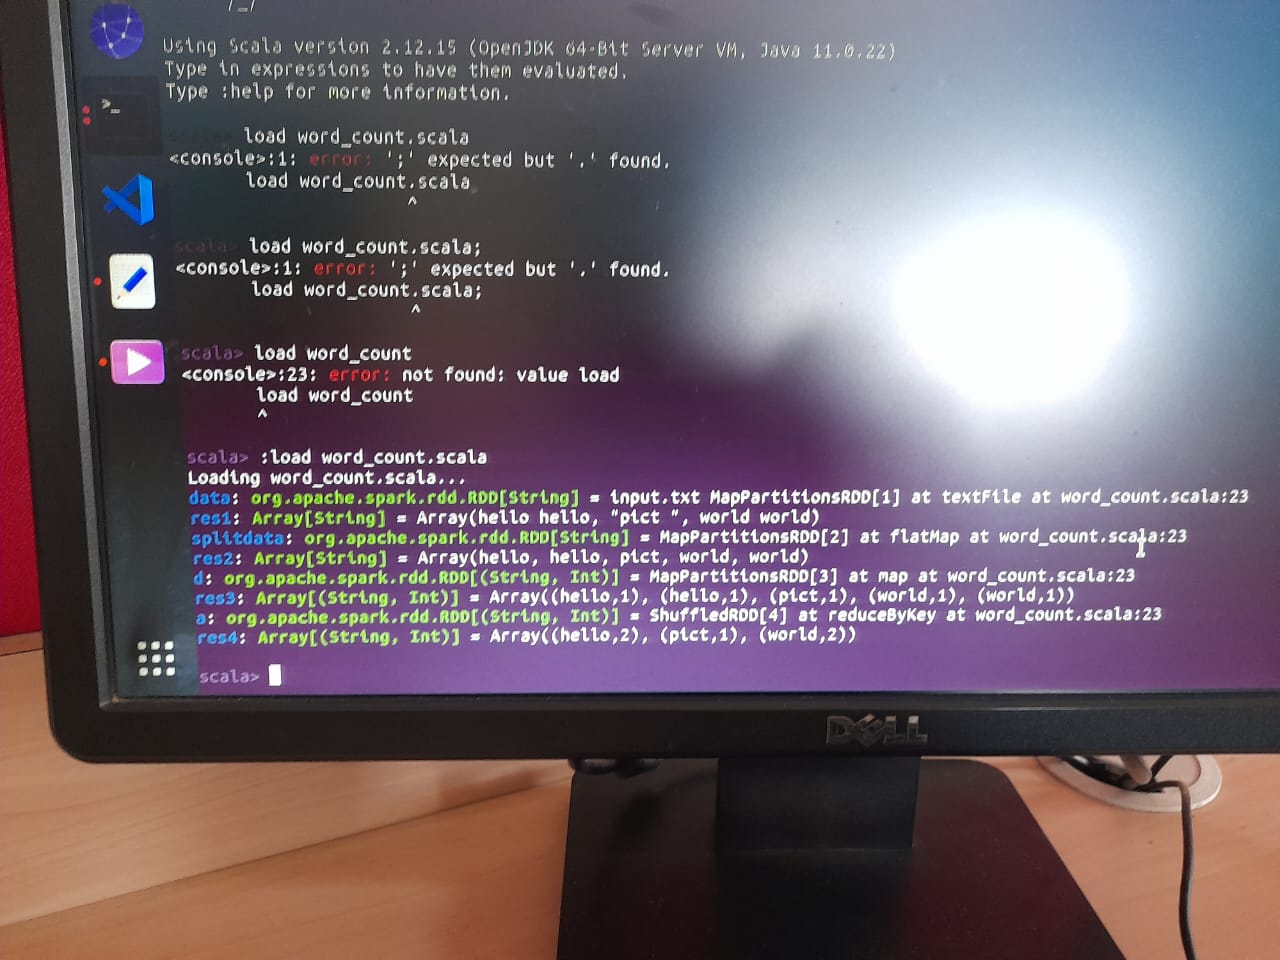 /_/
Using Scala version 2.12.15 (OpenJDK 64-Bit Server VM, Java 11.0.22)
Type in expressions to have them evaluated.
Type :help for more information.
scala> load word_count.scala
<console>:1: error: ';' expected but '.' found.
load word_count.scala
^
scala> load word_count.scala;
<console>:1: error: ';' expected but '.' found.
load word_count.scala;
^
scala> load word_count
<console>:23: error: not found: value load
load word_count
^
scala> :load word_count.scala
Loading word_count.scala...
data: org.apache.spark.rdd.RDD[String] = input.txt MapPartitionsRDD[1] at textFile at word_count.scala:23
res1: Array[String] = Array(hello hello, "pict ", world world)
splitdata: org.apache.spark.rdd.RDD[String] = MapPartitionsRDD[2] at flatMap at word_count.scala:23
res2: Array[String] = Array(hello, hello, pict, world, world)
d: org.apache.spark.rdd.RDD[(String, Int)] = MapPartitionsRDD[3] at map at word_count.scala:23
res3: Array[(String, Int)] = Array((hello,1), (hello,1), (pict,1), (world,1), (world,1))
a: org.apache.spark.rdd.RDD[(String, Int)] = ShuffledRDD[4] at reduceByKey at word_count.scala:23
res4: Array[(String, Int)] = Array((hello,2), (pict,1), (world,2))
scala>
DELL